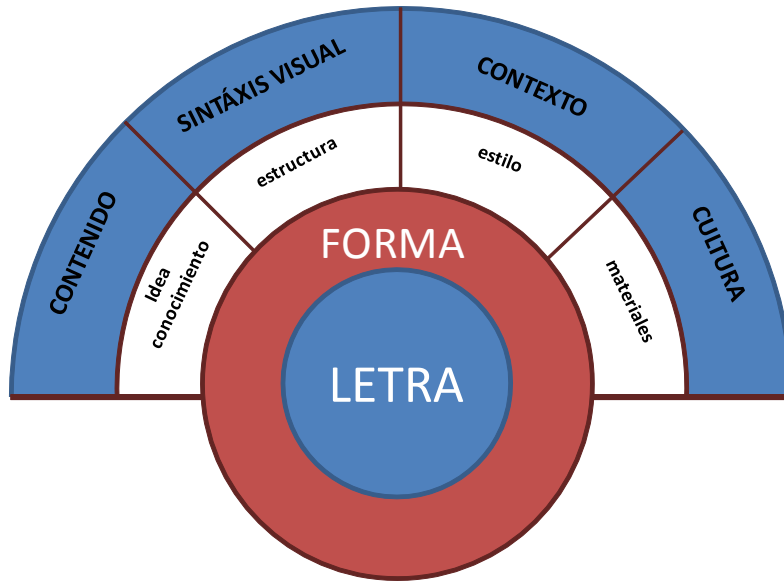 CONTENIDO
SINTÁXIS VISUAL
CONTEXTO
CULTURA
Idea
conocimiento
estructura
estilo
materiales
FORMA
LETRA